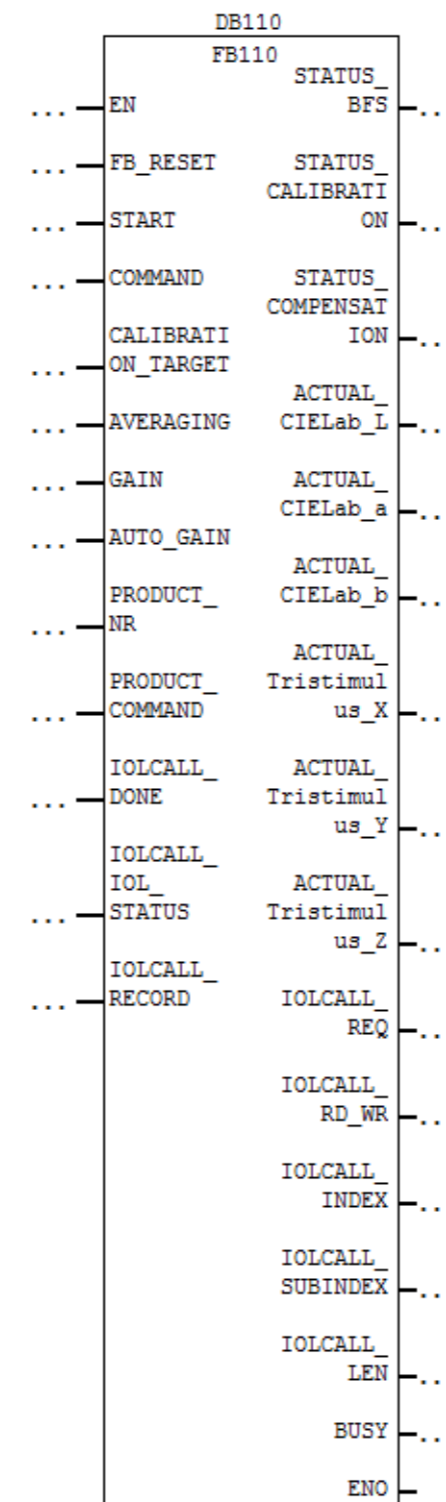 DB110
FB110
STATUS_
... EN BFS ..
... FB_RESET STATUS_
CALIBRATI
... START ON ..
... COMMAND STATUS_
COMPENSAT
CALIBRATI ION ..
... ON_TARGET
ACTUAL_
... AVERAGING CIELab_L ..
... GAIN ACTUAL_
CIELab_a ..
... AUTO_GAIN
ACTUAL_
PRODUCT_ CIELab_b ..
... NR
ACTUAL_
PRODUCT_ Tristimul
... COMMAND us_X ..
IOLCALL_ ACTUAL_
... DONE Tristimul
us_Y ..
IOLCALL_
IOL_ ACTUAL_
... STATUS Tristimul
us_Z ..
IOLCALL_
... RECORD IOLCALL_
REQ ..
IOLCALL_
RD_WR ..
IOLCALL_
INDEX ..
IOLCALL_
SUBINDEX ..
IOLCALL_
LEN ..
BUSY ..
ENO